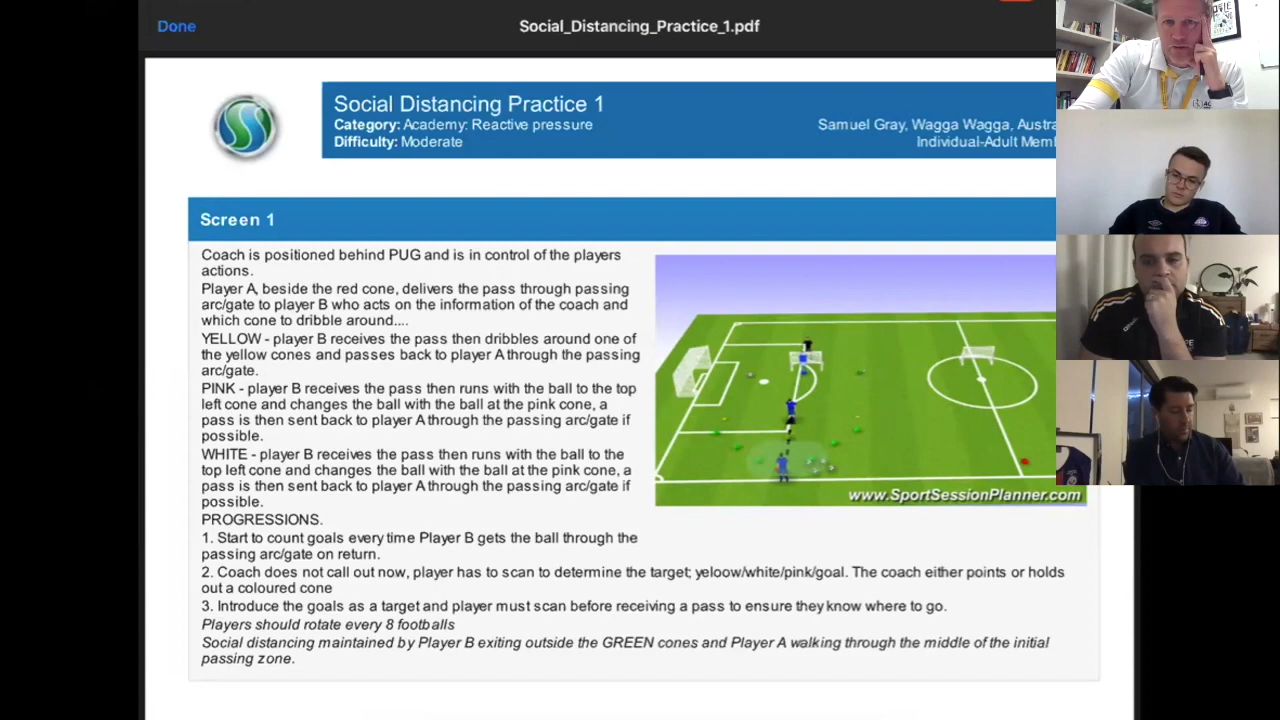 Done
Social_Distancing_Practice_1.pdf
Social Distancing Practice 1
Category: Academy: Reactive pressure
Difficulty: Moderate
Samuel Gray, Wagga Wagga, Austra
Individual-Adult Mem
Screen 1
Coach is positioned behind PUG and is in control of the players
actions.
Player A, beside the red cone, delivers the pass through passing
arc/gate to player B who acts on the information of the coach and
which cone to dribble around....
YELLOW - player B receives the pass then dribbles around one of
the yellow cones and passes back to player A through the passing
arc/gate.
PINK - player B receives the pass then runs with the ball to the top
left cone and changes the ball with the ball at the pink cone, a
pass is then sent back to player A through the passing arc/gate if
possible.
WHITE - player B receives the pass then runs with the ball to the
top left cone and changes the ball with the ball at the pink cone, a
pass is then sent back to player A through the passing arc/gate if
possible.
PROGRESSIONS.
1. Start to count goals every time Player B gets the ball through the
passing arc/gate on return.
2. Coach does not call out now, player has to scan to determine the target; yeloow/white/pink/goal. The coach either points or holds
out a coloured cone
3. Introduce the goals as a target and player must scan before receiving a pass to ensure they know where to go.
Players should rotate every 8 footballs
Social distancing maintained by Player B exiting outside the GREEN cones and Player A walking through the middle of the initial
passing zone.
www.SportSessionPlanner.com